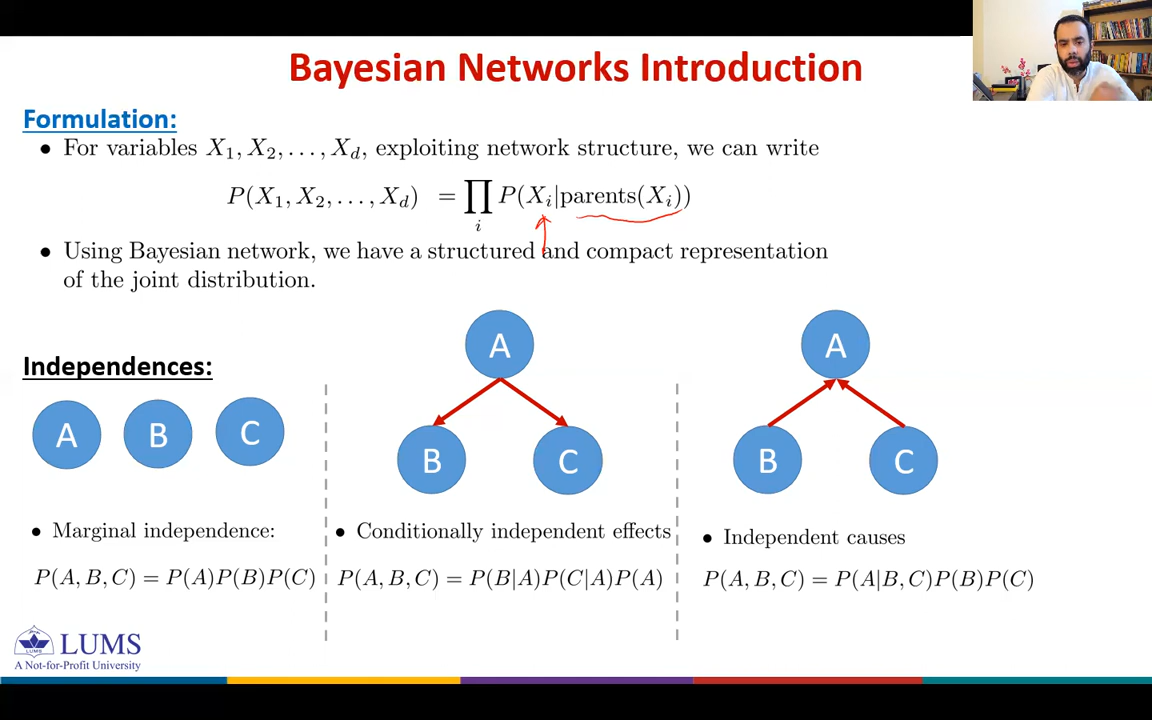 Bayesian Networks Introduction
Formulation:
• For variables X₁, X₂, . . . , X_d, exploiting network structure, we can write
P(X₁, X₂, . . . , X_d) = ∏_i P(X_i|parents(X_i))
• Using Bayesian network, we have a structured and compact representation
of the joint distribution.
Independences:
A B C
A
B C
A
B C
• Marginal independence:
P(A, B, C) = P(A)P(B)P(C)
• Conditionally independent effects
P(A, B, C) = P(B|A)P(C|A)P(A)
• Independent causes
P(A, B, C) = P(A|B, C)P(B)P(C)
LUMS
A Not-for-Profit University